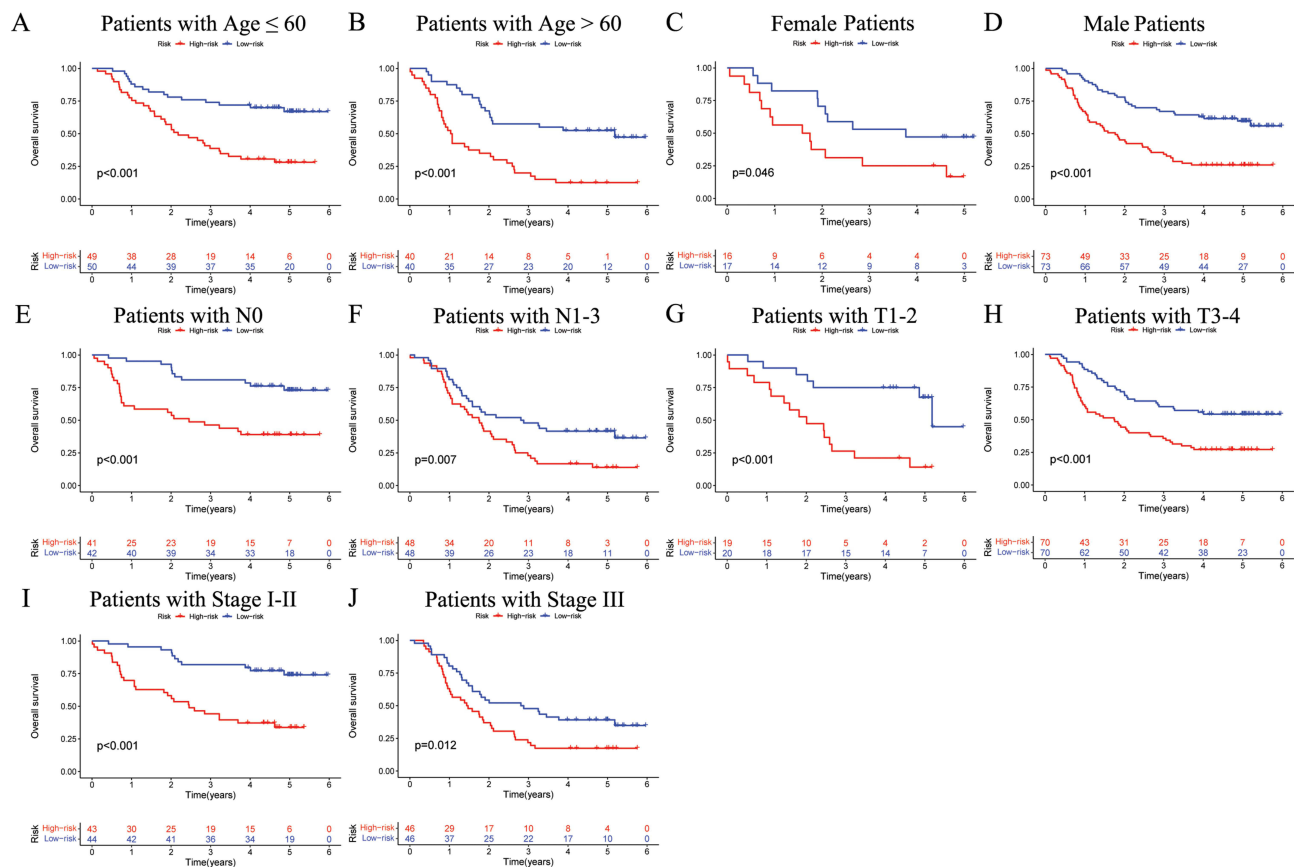 A Patients with Age ≤ 60
Risk High-risk Low-risk
1.00
0.75
0.50
0.25
0.00
Overall survival
p<0.001
0 1 2 3 4 5 6
Time(years)
Risk
High-risk 49 38 28 19 14 6 0
Low-risk 50 44 39 37 35 20 0
0 1 2 3 4 5 6
Time(years)
B Patients with Age > 60
Risk High-risk Low-risk
1.00
0.75
0.50
0.25
0.00
Overall survival
p<0.001
0 1 2 3 4 5 6
Time(years)
Risk
High-risk 40 21 14 8 5 1 0
Low-risk 40 35 27 23 20 12 0
0 1 2 3 4 5 6
Time(years)
C Female Patients
Risk High-risk Low-risk
1.00
0.75
0.50
0.25
0.00
Overall survival
p=0.046
0 1 2 3 4 5
Time(years)
Risk
High-risk 16 9 6 4 4 0
Low-risk 17 14 12 9 8 3
0 1 2 3 4 5
Time(years)
D Male Patients
Risk High-risk Low-risk
1.00
0.75
0.50
0.25
0.00
Overall survival
p<0.001
0 1 2 3 4 5 6
Time(years)
Risk
High-risk 73 49 33 25 18 9 0
Low-risk 73 66 57 49 44 27 0
0 1 2 3 4 5 6
Time(years)
E Patients with N0
Risk High-risk Low-risk
1.00
0.75
0.50
0.25
0.00
Overall survival
p<0.001
0 1 2 3 4 5 6
Time(years)
Risk
High-risk 41 25 23 19 15 7 0
Low-risk 42 40 39 34 33 18 0
0 1 2 3 4 5 6
Time(years)
F Patients with N1-3
Risk High-risk Low-risk
1.00
0.75
0.50
0.25
0.00
Overall survival
p=0.007
0 1 2 3 4 5 6
Time(years)
Risk
High-risk 48 34 20 11 8 3 0
Low-risk 48 39 26 23 18 11 0
0 1 2 3 4 5 6
Time(years)
G Patients with T1-2
Risk High-risk Low-risk
1.00
0.75
0.50
0.25
0.00
Overall survival
p<0.001
0 1 2 3 4 5 6
Time(years)
Risk
High-risk 19 15 10 5 4 2 0
Low-risk 20 18 17 15 14 7 0
0 1 2 3 4 5 6
Time(years)
H Patients with T3-4
Risk High-risk Low-risk
1.00
0.75
0.50
0.25
0.00
Overall survival
p<0.001
0 1 2 3 4 5 6
Time(years)
Risk
High-risk 70 43 31 25 18 7 0
Low-risk 70 62 50 42 38 23 0
0 1 2 3 4 5 6
Time(years)
I Patients with Stage I-II
Risk High-risk Low-risk
1.00
0.75
0.50
0.25
0.00
Overall survival
p<0.001
0 1 2 3 4 5 6
Time(years)
Risk
High-risk 43 30 25 19 15 6 0
Low-risk 44 42 41 36 34 19 0
0 1 2 3 4 5 6
Time(years)
J Patients with Stage III
Risk High-risk Low-risk
1.00
0.75
0.50
0.25
0.00
Overall survival
p=0.012
0 1 2 3 4 5 6
Time(years)
Risk
High-risk 46 29 17 10 8 4 0
Low-risk 46 37 25 22 17 10 0
0 1 2 3 4 5 6
Time(years)